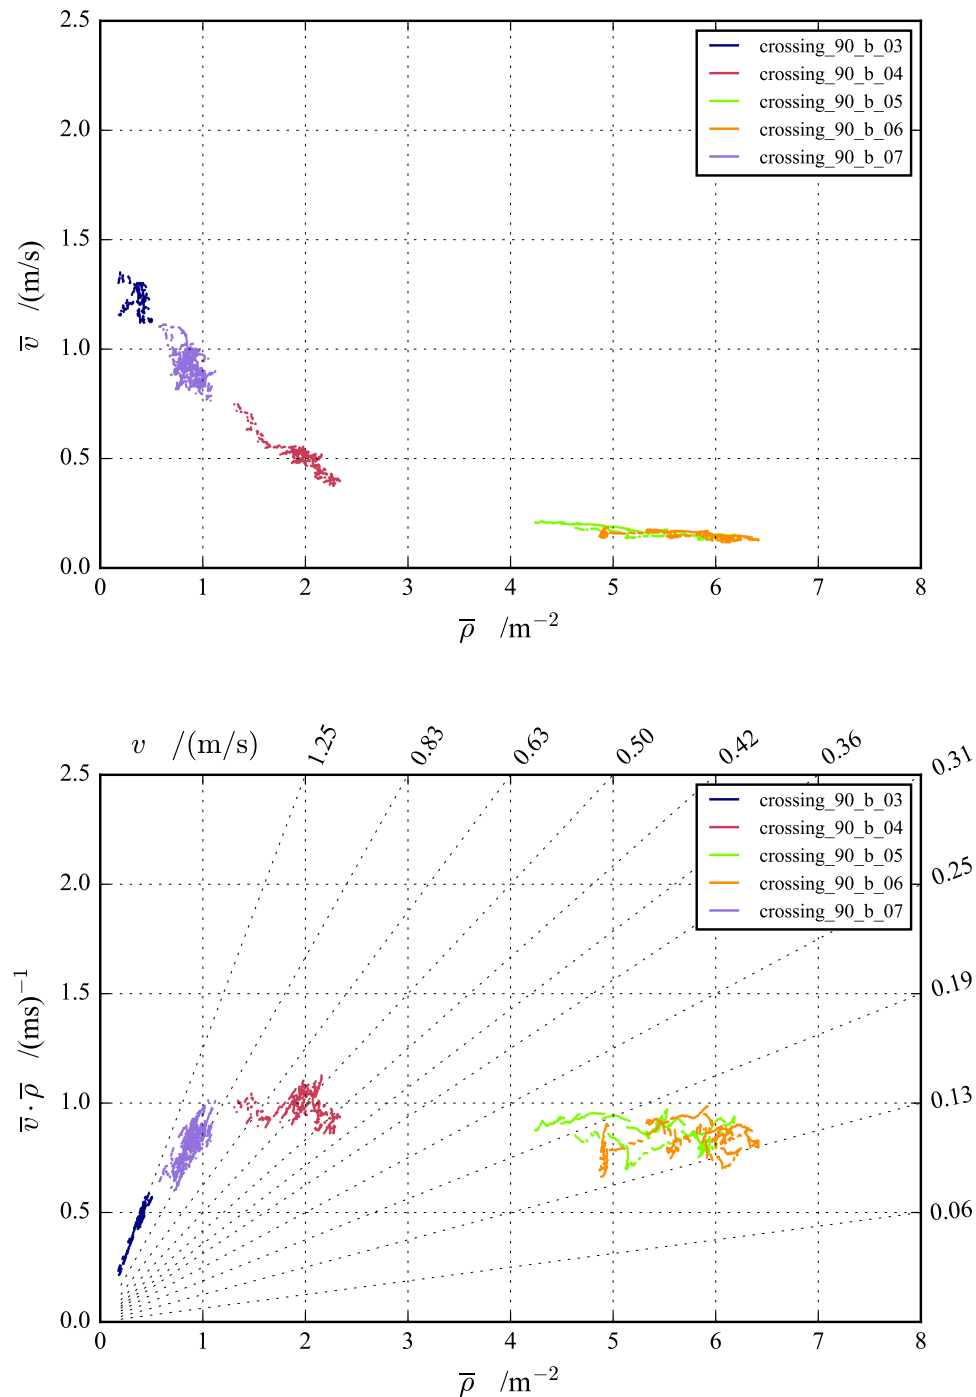 2.5
2.0
1.5
1.0
0.5
0.0
v̅ /(m/s)
crossing_90_b_03
crossing_90_b_04
crossing_90_b_05
crossing_90_b_06
crossing_90_b_07
0 1 2 3 4 5 6 7 8
ρ̅ /m⁻²
v /(m/s) 1.25 0.83 0.63 0.50 0.42 0.36 0.31
2.5
2.0
1.5
1.0
0.5
0.0
v̅ · ρ̅ /(ms)⁻¹
crossing_90_b_03
crossing_90_b_04
crossing_90_b_05
crossing_90_b_06
crossing_90_b_07
0.25
0.19
0.13
0.06
0 1 2 3 4 5 6 7 8
ρ̅ /m⁻²